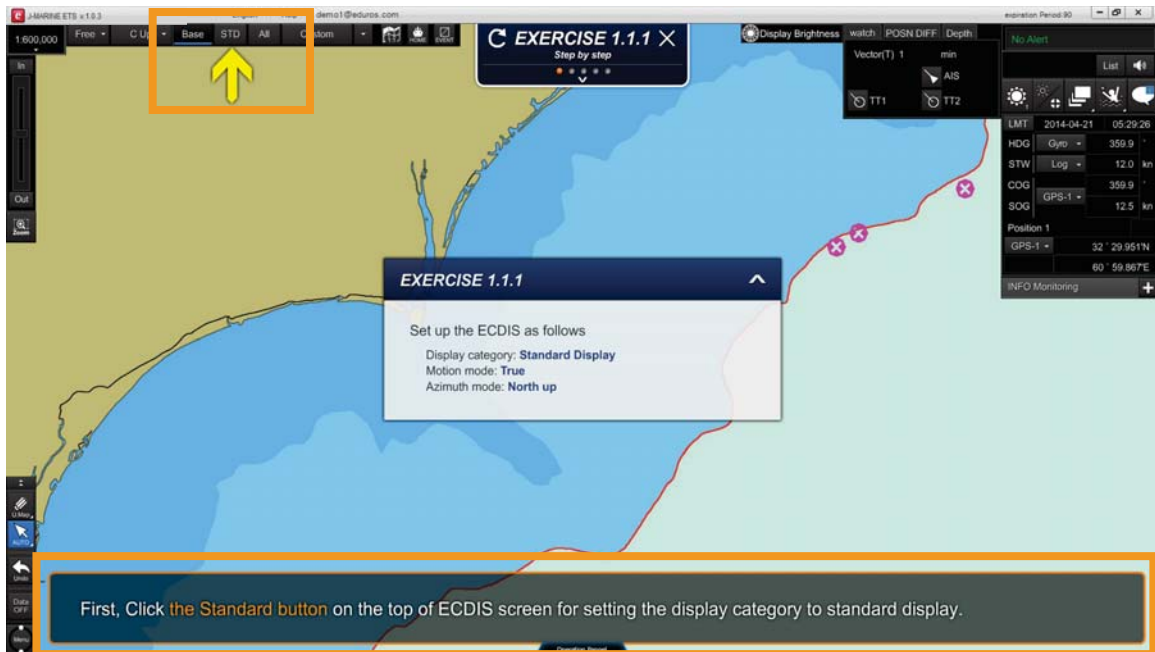 J-MARINE ETS v.1.0.3
demo1@eduros.com
expiration Period:90
1:600,000
Free
C Up
Base
STD
All
Custom
HOME
EVENT
EXERCISE 1.1.1
Step by step
Display Brightness
watch POSN DIFF Depth
Vector(T) 1 min
AIS
TT1 TT2
No Alert
List
LMT 2014-04-21 05:29:26
HDG Gyro 359.9 °
STW Log 12.0 kn
COG 359.9 °
GPS-1
SOG 12.5 kn
Position 1
GPS-1 32 ° 29.951'N
60 ° 59.867'E
INFO Monitoring
In
Out
Zoom
EXERCISE 1.1.1
Set up the ECDIS as follows
Display category: Standard Display
Motion mode: True
Azimuth mode: North up
U.Map
AUTO
Undo
Data
OFF
Menu
First, Click the Standard button on the top of ECDIS screen for setting the display category to standard display.